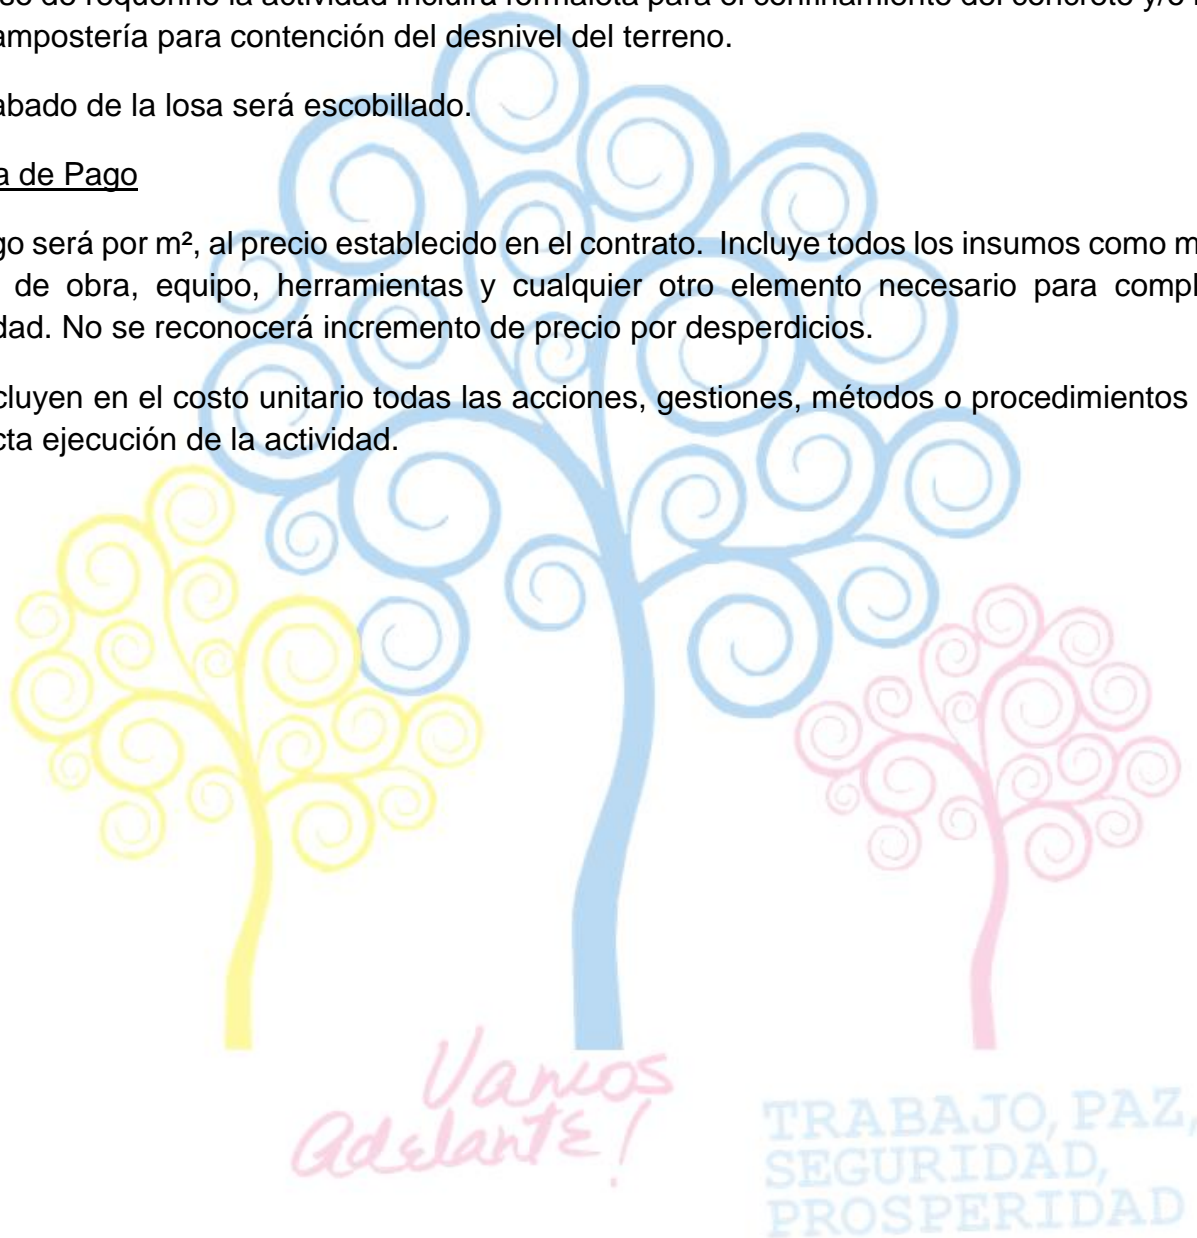 de requerirlo la actividad incluirá formaleta para el confinamiento del concreto y/o
ampostería para contención del desnivel del terreno.
abado de la losa será escobillado.
a de Pago
go será por m², al precio establecido en el contrato. Incluye todos los insumos como m
de obra, equipo, herramientas y cualquier otro elemento necesario para compl
dad. No se reconocerá incremento de precio por desperdicios.
cluyen en el costo unitario todas las acciones, gestiones, métodos o procedimientos
cta ejecución de la actividad.
Vamos
adelante!
TRABAJO, PAZ,
SEGURIDAD,
PROSPERIDAD